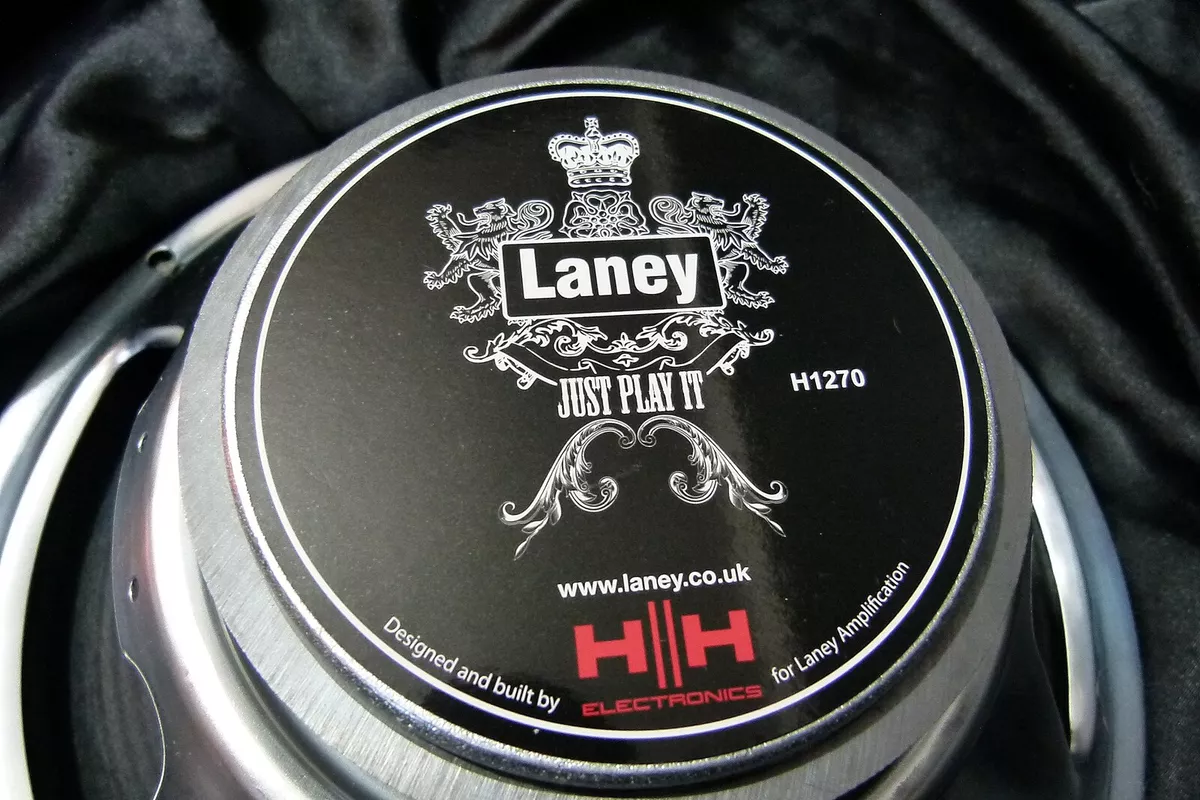 Laney
JUST PLAY IT
H1270
www.laney.co.uk
Designed and built by
H||H
ELECTRONICS
for Laney Amplification